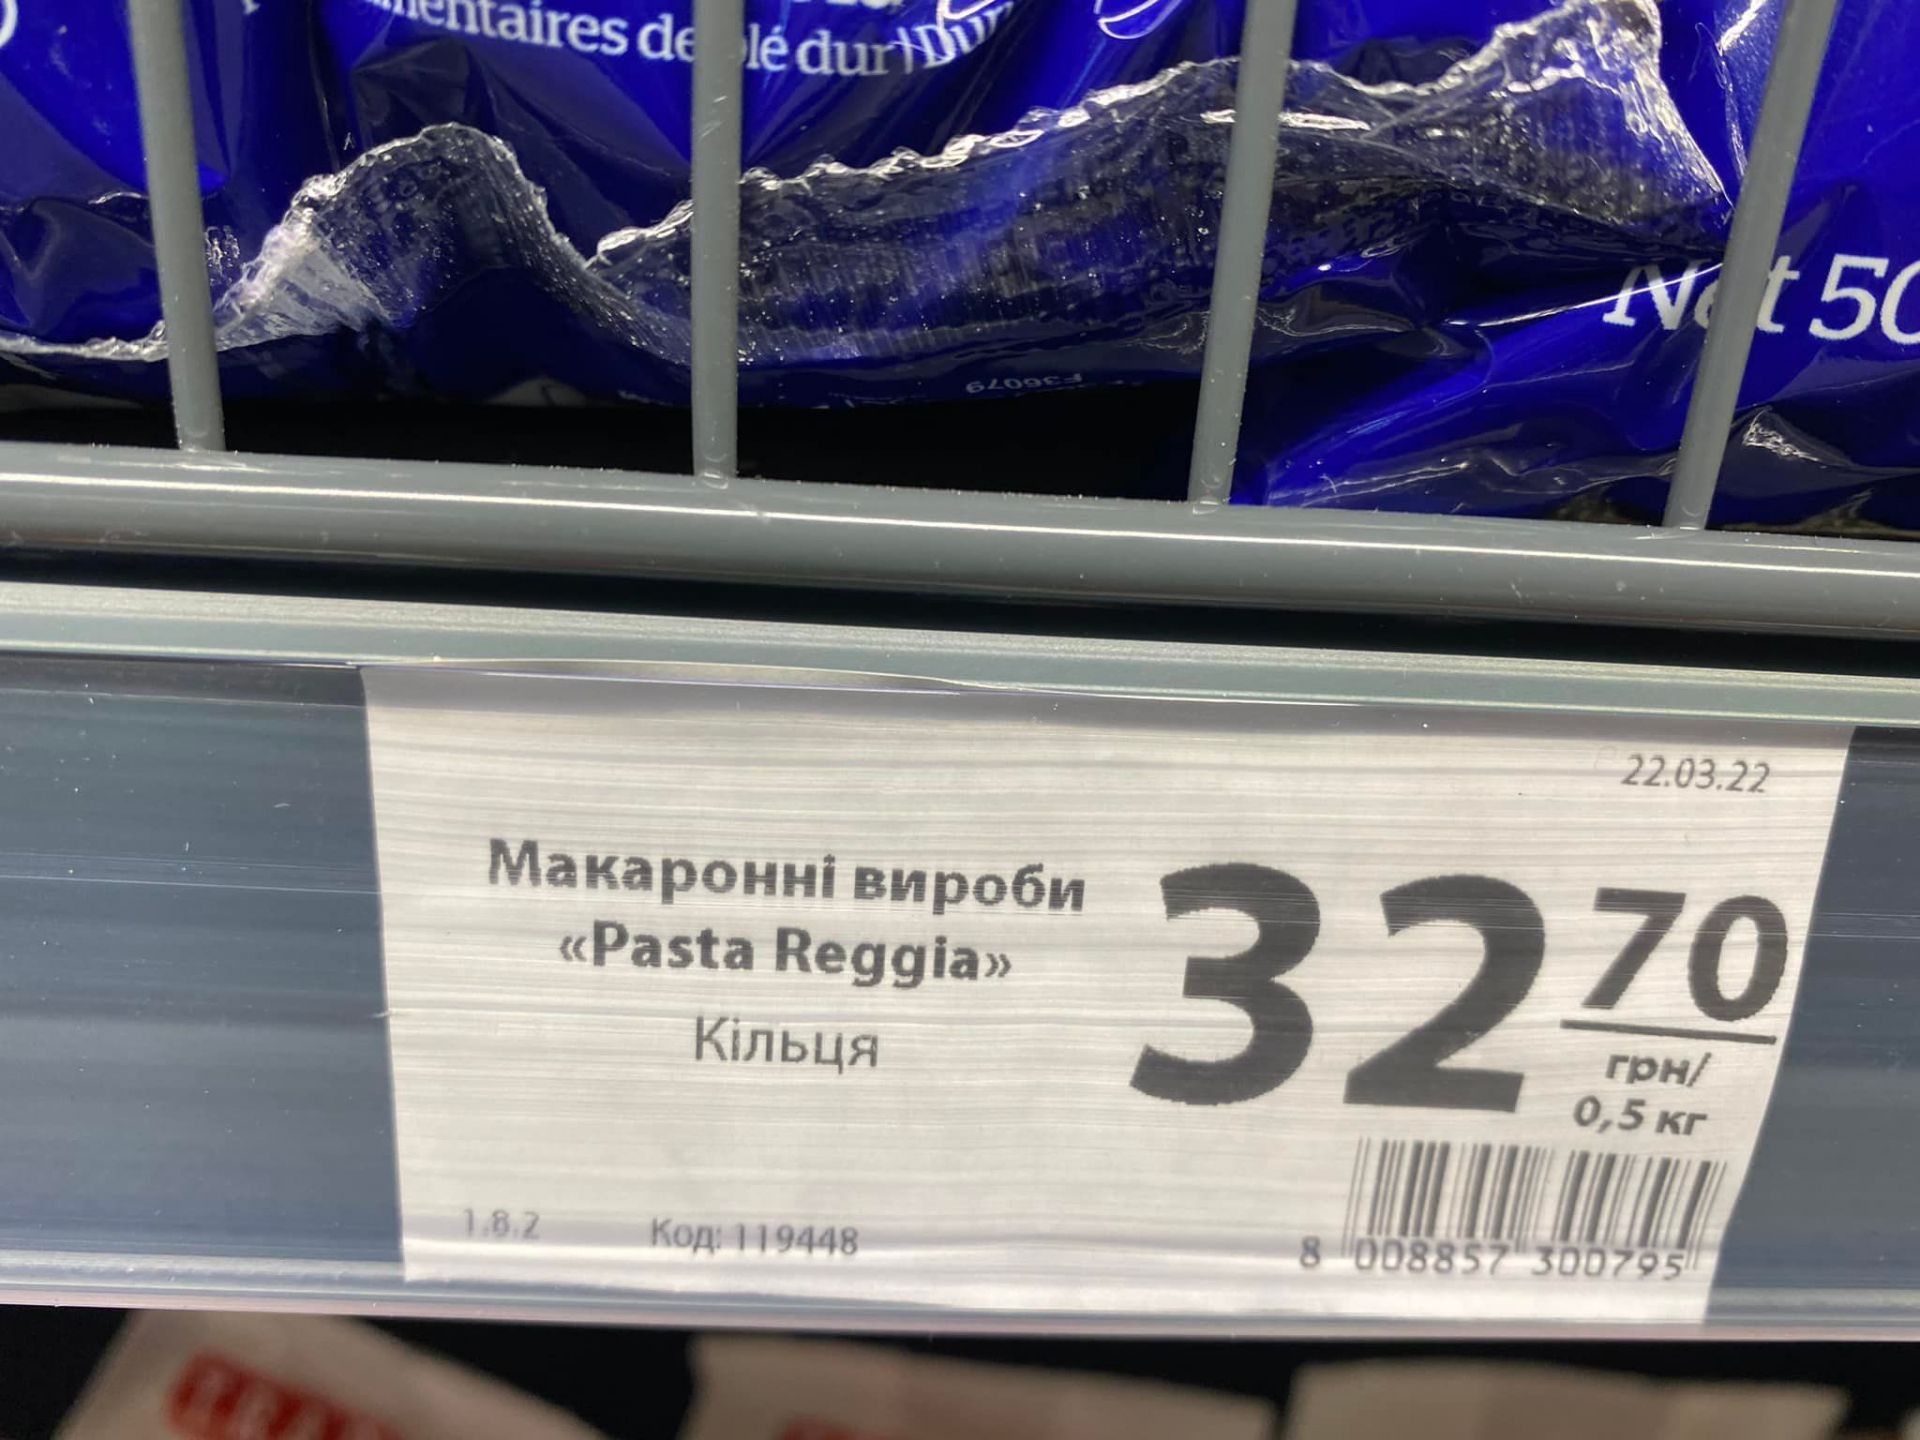 de blé dur | Dur
Net 50
F36079
22.03.22
Макаронні вироби
«Pasta Reggia»
Кільця
32 70
грн/
0,5 кг
1.8.2 Код: 119448
8 008857 300795